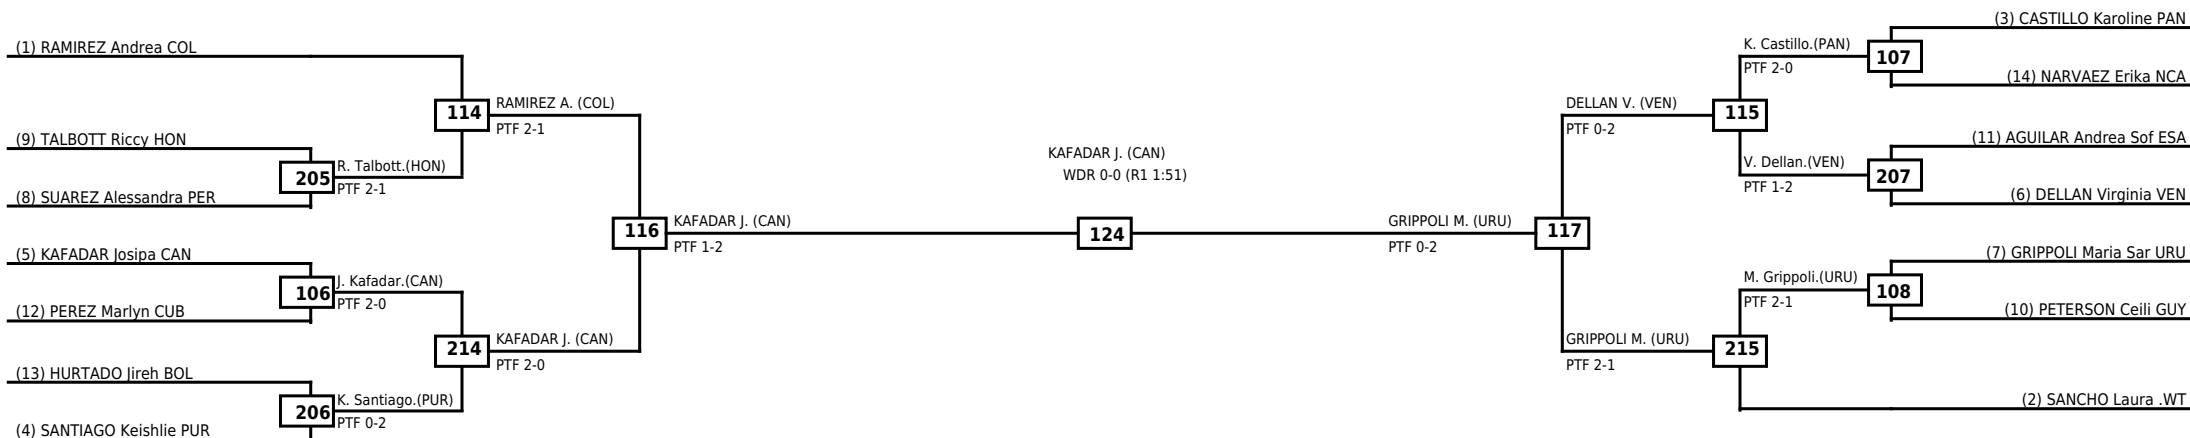 (1) RAMIREZ Andrea COL
(9) TALBOTT Riccy HON
(8) SUAREZ Alessandra PER
(5) KAFADAR Josipa CAN
(12) PEREZ Marlyn CUB
(13) HURTADO Jireh BOL
(4) SANTIAGO Keishlie PUR
205
R. Talbott.(HON)
PTF 2-1
106
J. Kafadar.(CAN)
PTF 2-0
206
K. Santiago.(PUR)
PTF 0-2
114
RAMIREZ A. (COL)
PTF 2-1
214
KAFADAR J. (CAN)
PTF 2-0
116
KAFADAR J. (CAN)
PTF 1-2
KAFADAR J. (CAN)
WDR 0-0 (R1 1:51)
124
GRIPPOLI M. (URU)
PTF 0-2
117
DELLAN V. (VEN)
PTF 0-2
115
GRIPPOLI M. (URU)
PTF 2-1
215
K. Castillo.(PAN)
PTF 2-0
107
V. Dellan.(VEN)
PTF 1-2
207
M. Grippoli.(URU)
PTF 2-1
108
(3) CASTILLO Karoline PAN
(14) NARVAEZ Erika NCA
(11) AGUILAR Andrea Sof ESA
(6) DELLAN Virginia VEN
(7) GRIPPOLI Maria Sar URU
(10) PETERSON Ceili GUY
(2) SANCHO Laura .WT